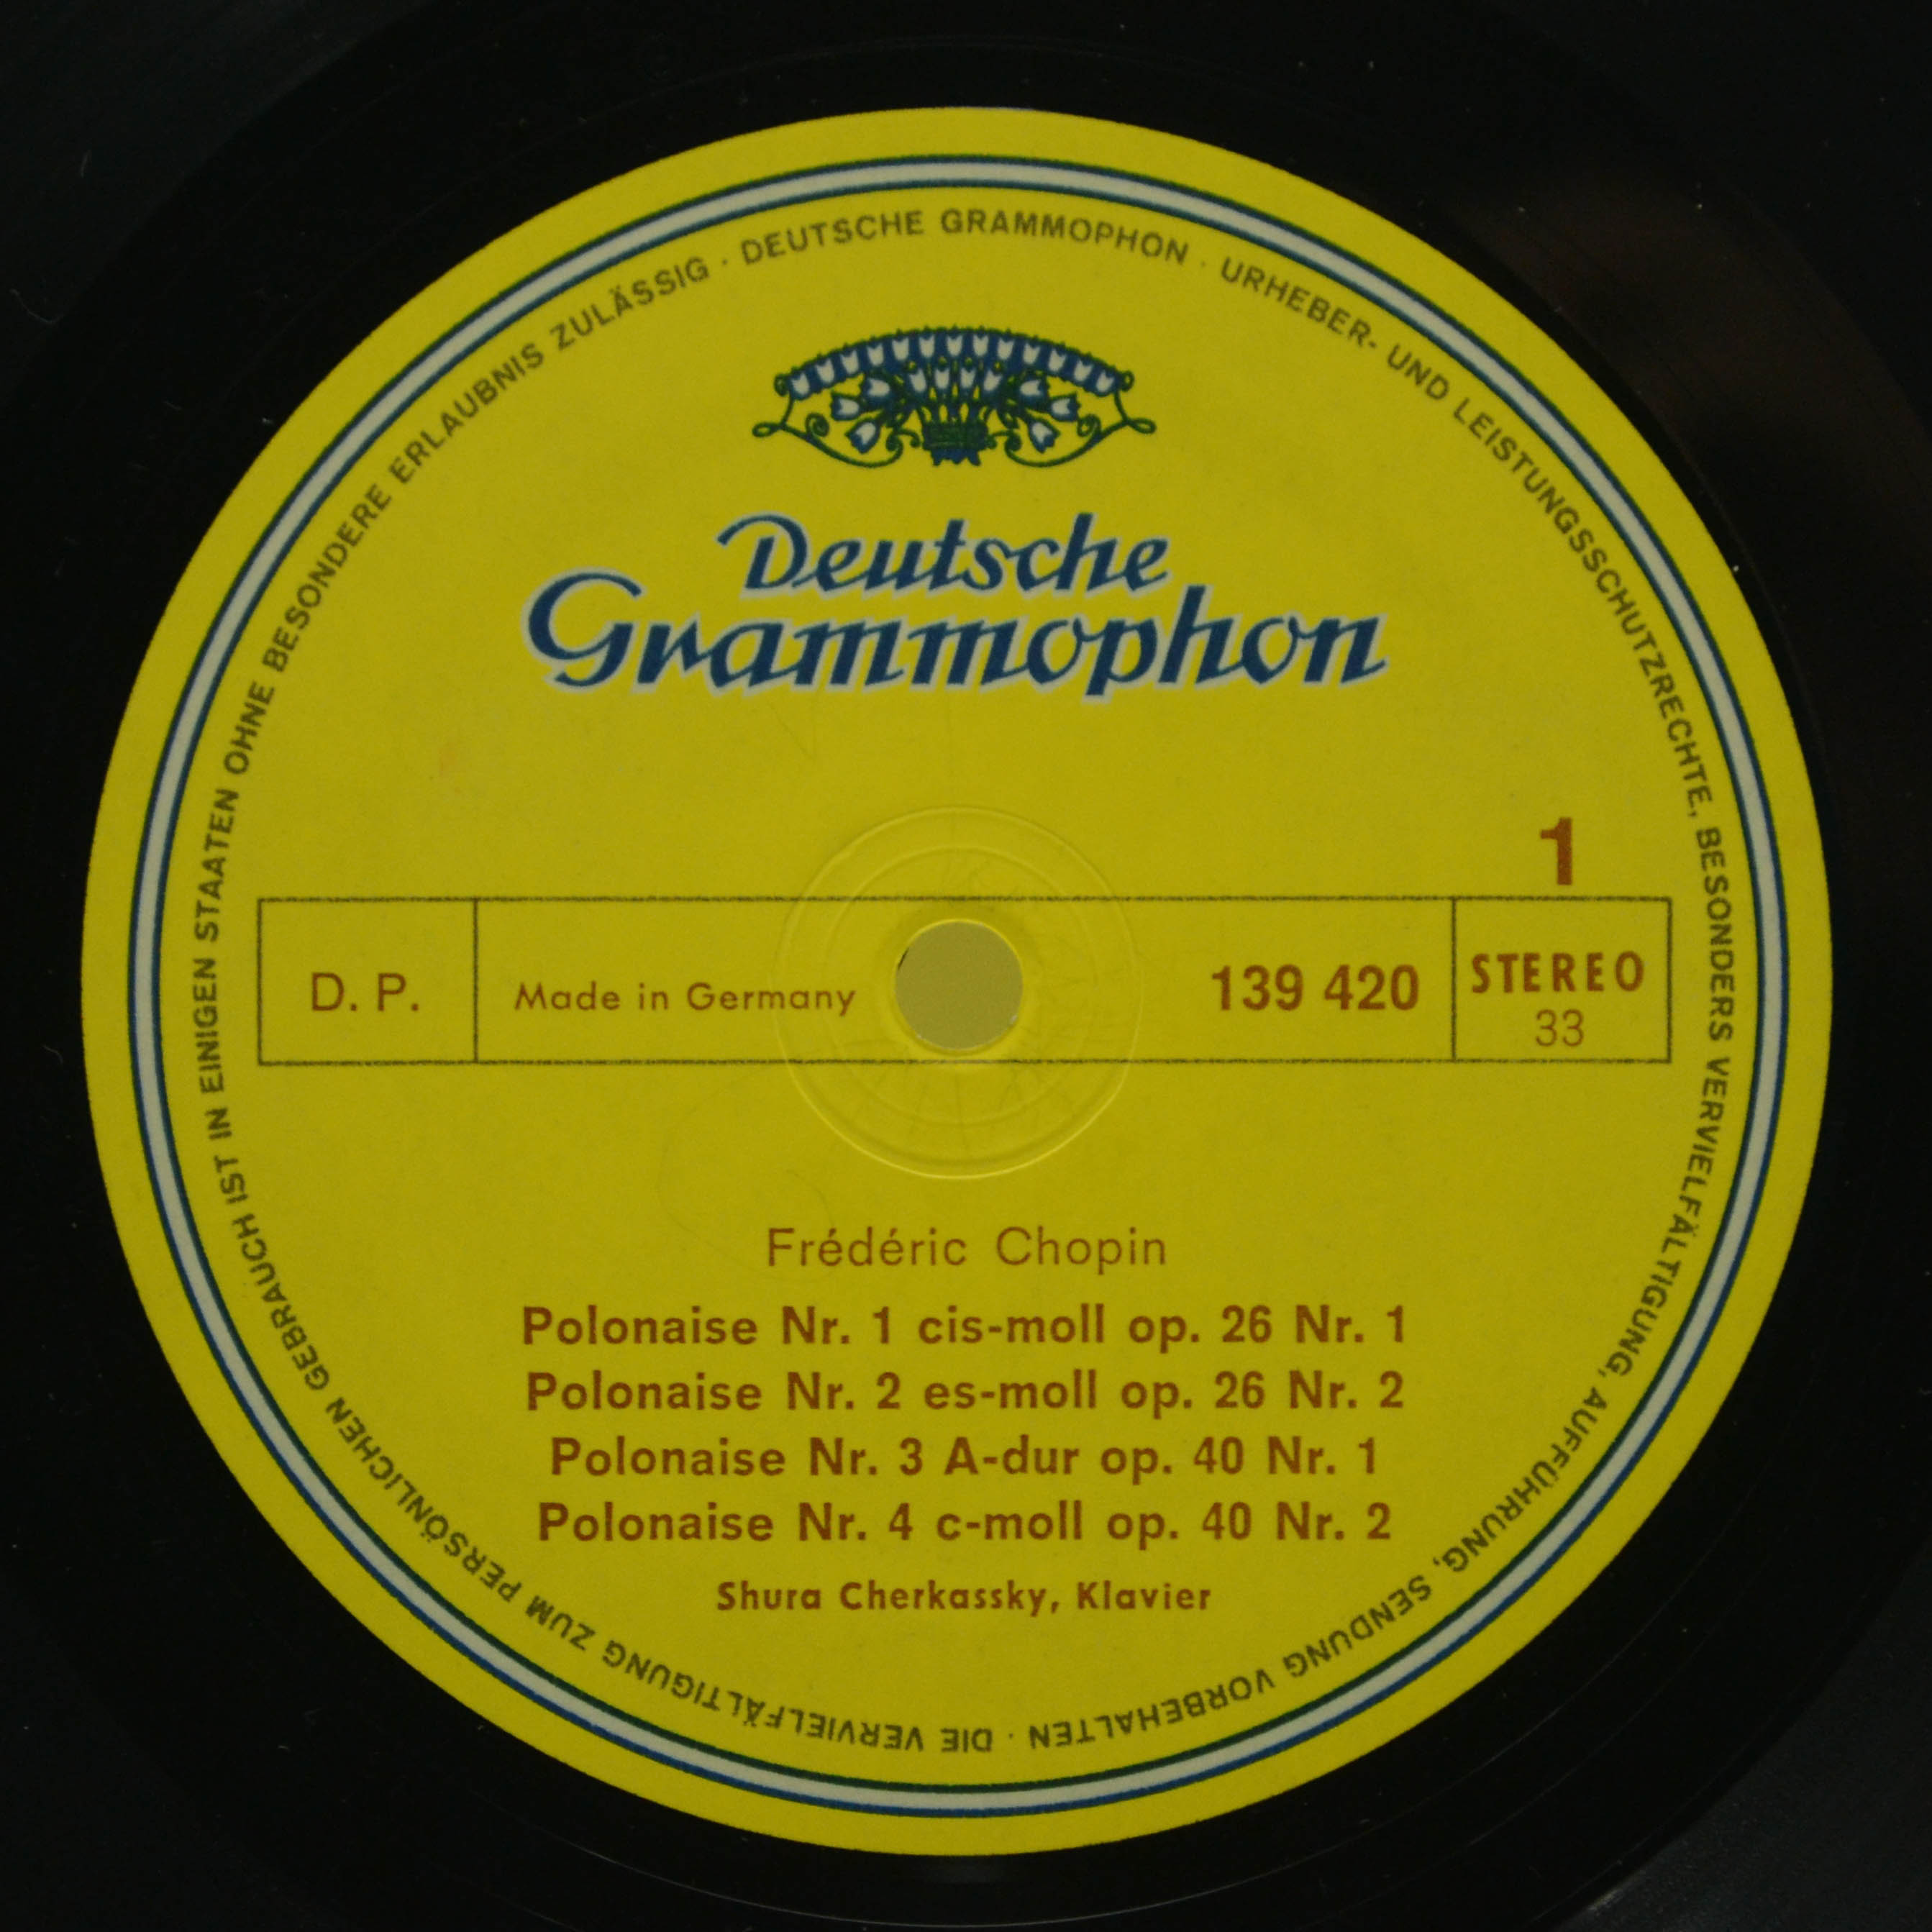 DEUTSCHE GRAMMOPHON · URHEBER- UND LEISTUNGSSCHUTZRECHTE, BESONDERS VERVIELFÄLTIGUNG, AUFFÜHRUNG, SENDUNG VORBEHALTEN · DIE VERVIELFÄLTIGUNG ZUM PERSÖNLICHEN GEBRAUCH IST IN EINIGEN STAATEN OHNE BESONDERE ERLAUBNIS ZULÄSSIG ·
Deutsche
Grammophon
1
D. P.
Made in Germany
139 420
STEREO
33
Frédéric Chopin
Polonaise Nr. 1 cis-moll op. 26 Nr. 1
Polonaise Nr. 2 es-moll op. 26 Nr. 2
Polonaise Nr. 3 A-dur op. 40 Nr. 1
Polonaise Nr. 4 c-moll op. 40 Nr. 2
Shura Cherkassky, Klavier